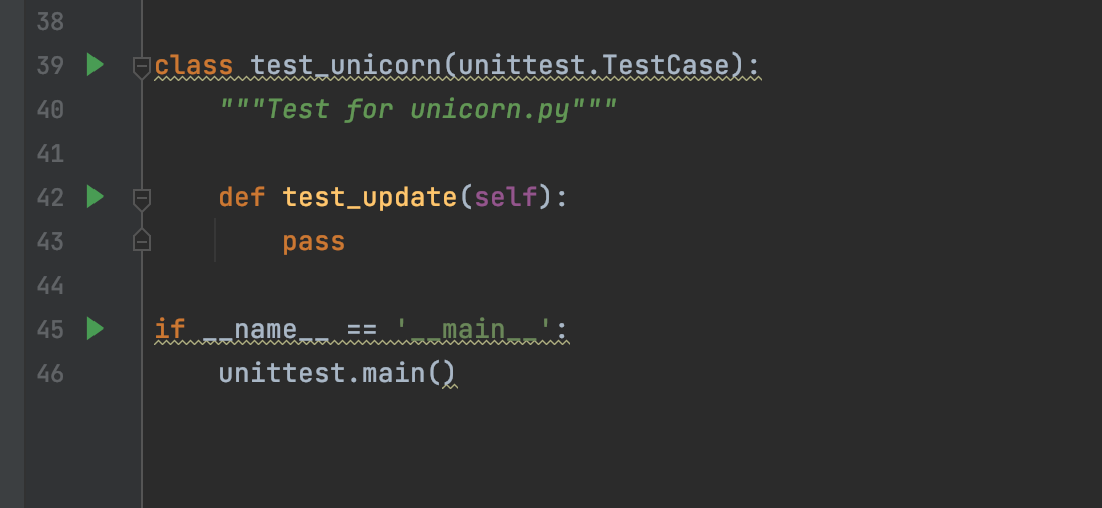 38
39 class test_unicorn(unittest.TestCase):
40     """Test for unicorn.py"""
41
42     def test_update(self):
43         pass
44
45 if __name__ == '__main__':
46     unittest.main()